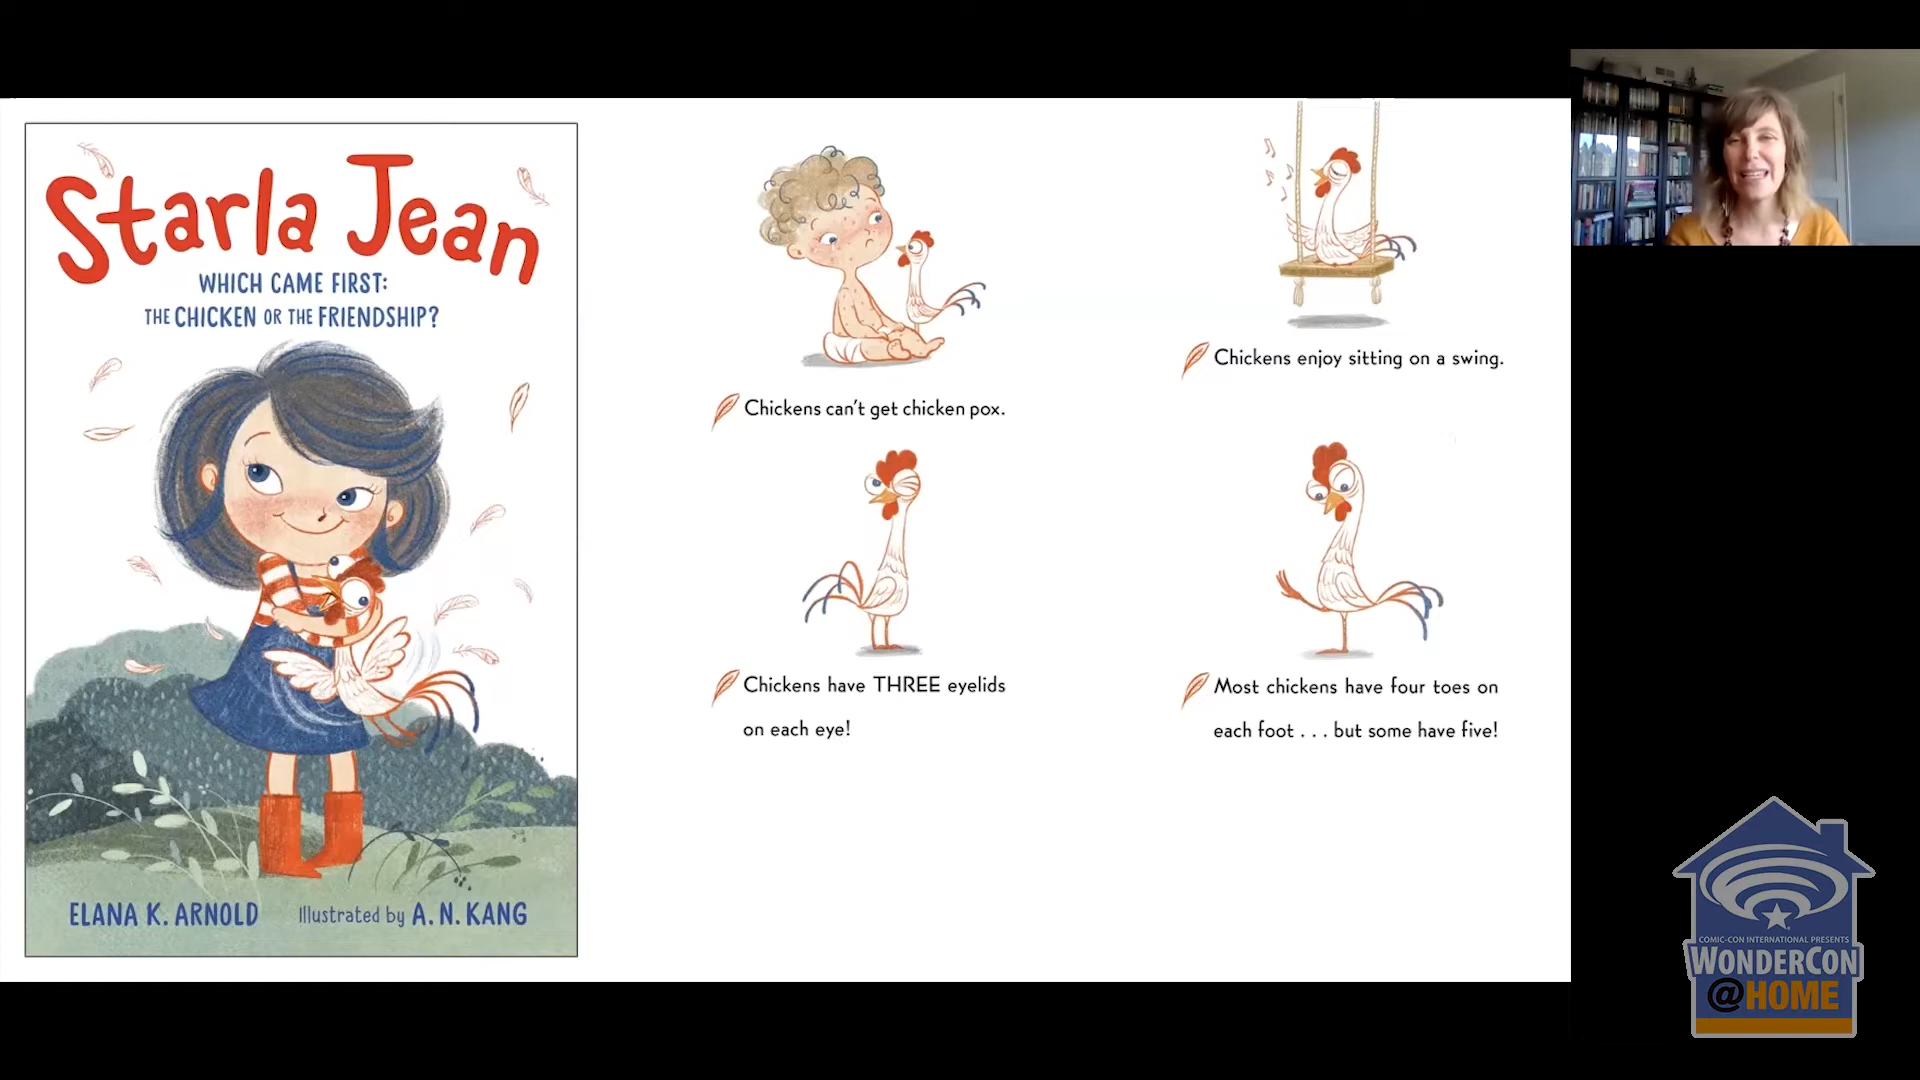 Starla Jean
WHICH CAME FIRST:
THE CHICKEN OR THE FRIENDSHIP?
ELANA K. ARNOLD Illustrated by A. N. KANG
Chickens can't get chicken pox.
Chickens enjoy sitting on a swing.
Chickens have THREE eyelids
on each eye!
Most chickens have four toes on
each foot . . . but some have five!
COMIC-CON INTERNATIONAL PRESENTS
WONDERCON
@HOME